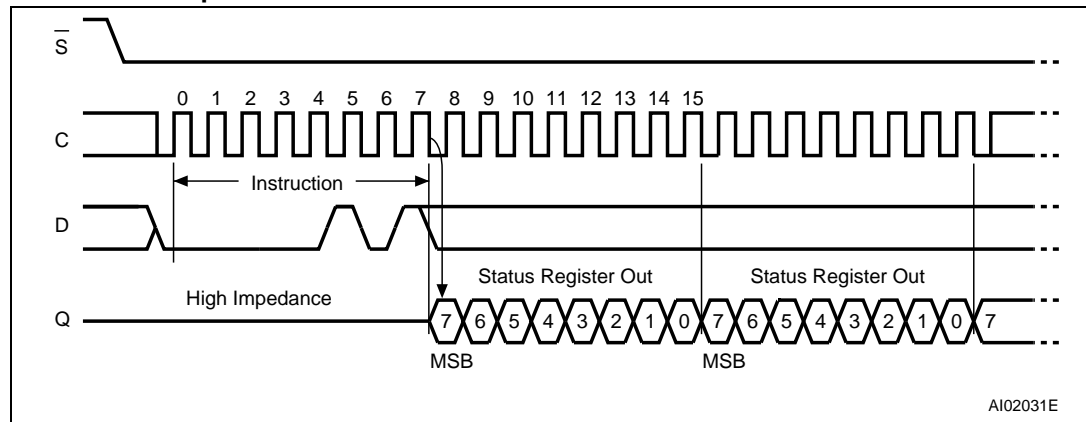 S
0 1 2 3 4 5 6 7 8 9 10 11 12 13 14 15
C
Instruction
D
Status Register Out Status Register Out
High Impedance
Q 7 6 5 4 3 2 1 0 7 6 5 4 3 2 1 0 7
MSB MSB
AI02031E